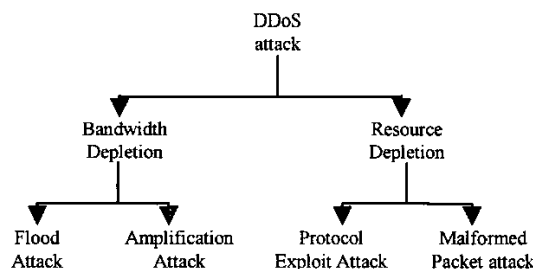 DDoS
attack
Bandwidth
Depletion
Resource
Depletion
Flood
Attack
Amplification
Attack
Protocol
Exploit Attack
Malformed
Packet attack